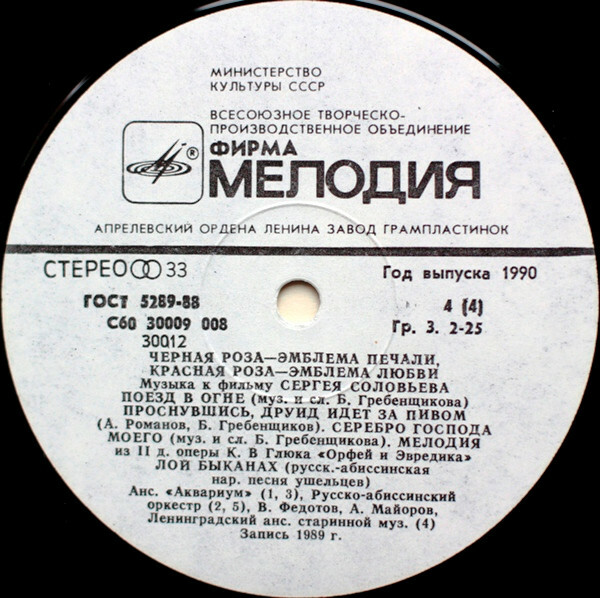 МИНИСТЕРСТВО
КУЛЬТУРЫ СССР
ВСЕСОЮЗНОЕ ТВОРЧЕСКО-
ПРОИЗВОДСТВЕННОЕ ОБЪЕДИНЕНИЕ
®
ФИРМА
МЕЛОДИЯ
АПРЕЛЕВСКИЙ ОРДЕНА ЛЕНИНА ЗАВОД ГРАМПЛАСТИНОК
СТЕРЕО 33
Год выпуска 1990
ГОСТ 5289-88
4 (4)
С60 30009 008
Гр. 3. 2-25
30012
ЧЕРНАЯ РОЗА—ЭМБЛЕМА ПЕЧАЛИ,
КРАСНАЯ РОЗА—ЭМБЛЕМА ЛЮБВИ
Музыка к фильму СЕРГЕЯ СОЛОВЬЕВА
ПОЕЗД В ОГНЕ (муз. и сл. Б. Гребенщикова)
ПРОСНУВШИСЬ, ДРУИД ИДЕТ ЗА ПИВОМ
(А. Романов, Б. Гребенщиков). СЕРЕБРО ГОСПОДА
МОЕГО (муз. и сл. Б. Гребенщикова). МЕЛОДИЯ
из II д. оперы К. В Глюка «Орфей и Эвредика»
ЛОЙ БЫКАНАХ (русск.-абиссинская
нар. песня ушельцев)
Анс. «Аквариум» (1, 3), Русско-абиссинский
оркестр (2, 5), В. Федотов, А. Майоров,
Ленинградский анс. старинной муз. (4)
Запись 1989 г.